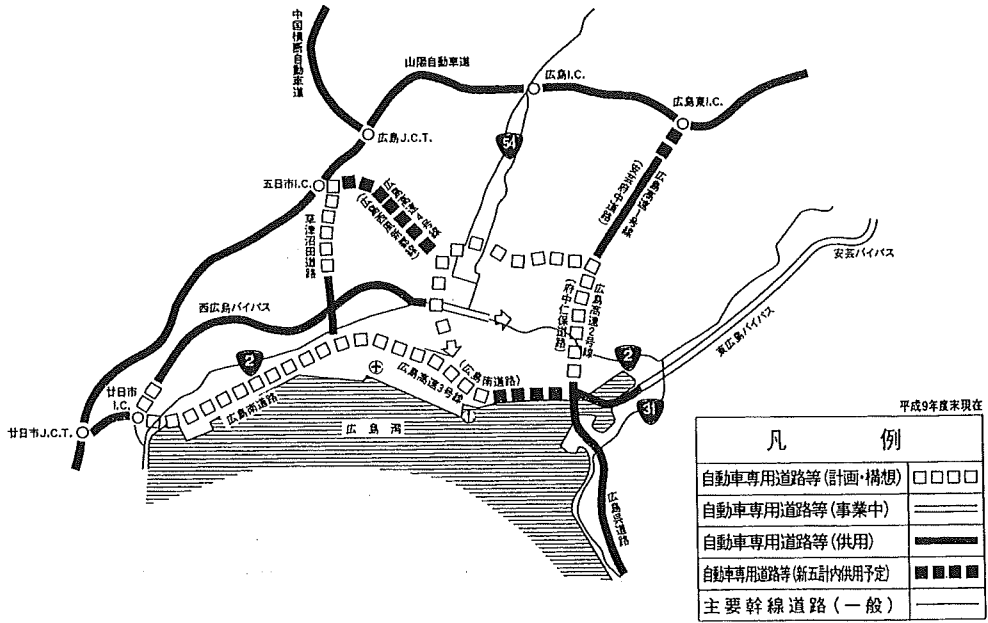 中国横断自動車道
山陽自動車道
広島I.C.
広島東I.C.
広島J.C.T.
54
五日市I.C.
広島高速4号線
(広島西風新都線)
草津沼田道路
広島高速1号線
(安芸府中道路)
安芸バイパス
東広島バイパス
西広島バイパス
広島高速2号線
(府中仁保道路)
2
2
31
廿日市
I.C.
廿日市J.C.T.
広島南道路
広島高速3号線
(広島南道路)
広島湾
広島呉道路
平成9年度末現在
凡例
自動車専用道路等(計画・構想)
自動車専用道路等(事業中)
自動車専用道路等(供用)
自動車専用道路等(新五計内供用予定)
主要幹線道路(一般)